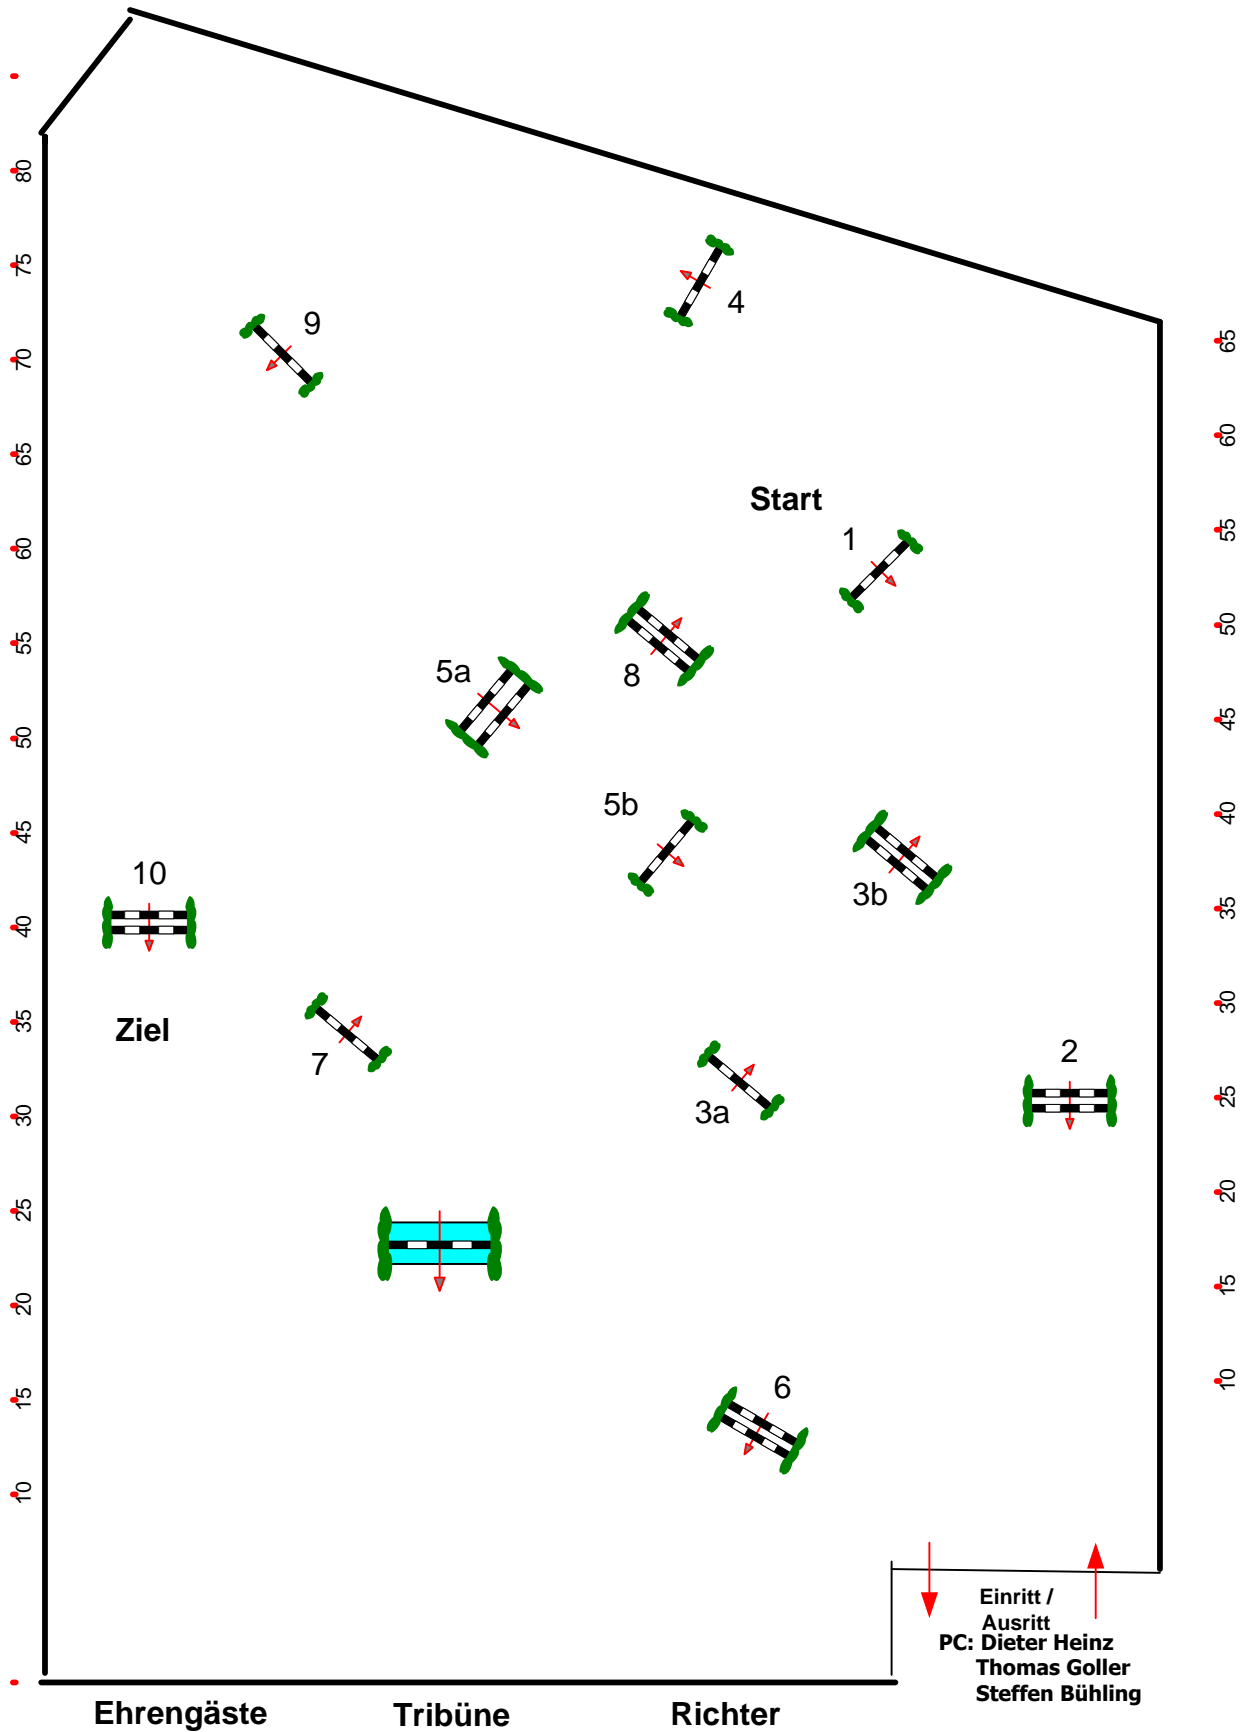 80
75
70
65
60
55
50
45
40
35
30
25
20
15
10
9
4
Start
1
8
5a
5b
3b
10
Ziel
7
3a
2
6
65
60
55
50
45
40
35
30
25
20
15
10
Einritt /
Ausritt
PC: Dieter Heinz
Thomas Goller
Steffen Bühling
Ehrengäste
Tribüne
Richter